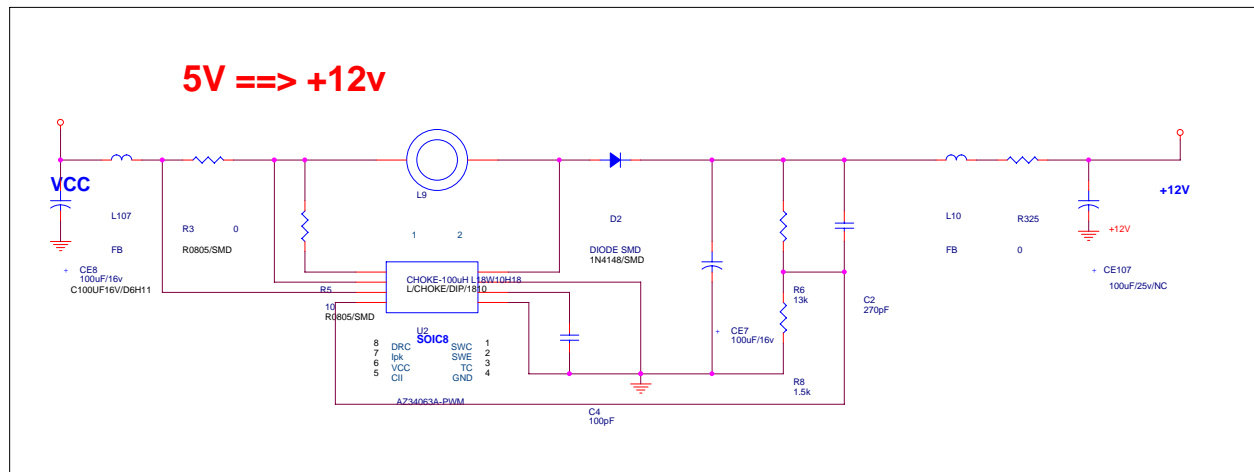 5V ==> +12v
VCC
+12V
L9
L107
D2
L10
R325
R3 0
1 2
+12V
FB
R0805/SMD
DIODE SMD
1N4148/SMD
FB
0
+ CE8
100uF/16v
C100UF16V/D6H11
CHOKE-100uH L18W10H18
L/CHOKE/DIP/1810
+ CE107
100uF/25v/NC
R5
10
R0805/SMD
R6
13k
C2
270pF
U2
SOIC8
+ CE7
100uF/16v
8 DRC SWC 1
7 Ipk SWE 2
6 VCC TC 3
5 CII GND 4
R8
1.5k
AZ34063A-PWM
C4
100pF